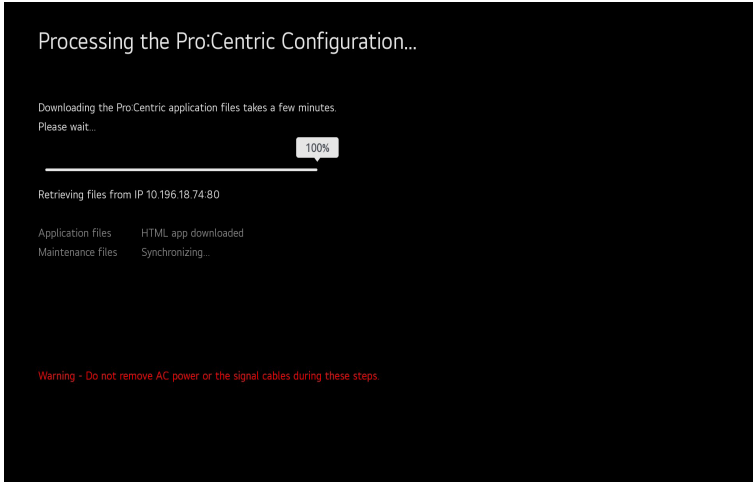 Processing the Pro:Centric Configuration...
Downloading the Pro:Centric application files takes a few minutes.
Please wait...
100%
Retrieving files from IP 10.196.18.74:80
Application files HTML app downloaded
Maintenance files Synchronizing...
Warning - Do not remove AC power or the signal cables during these steps.